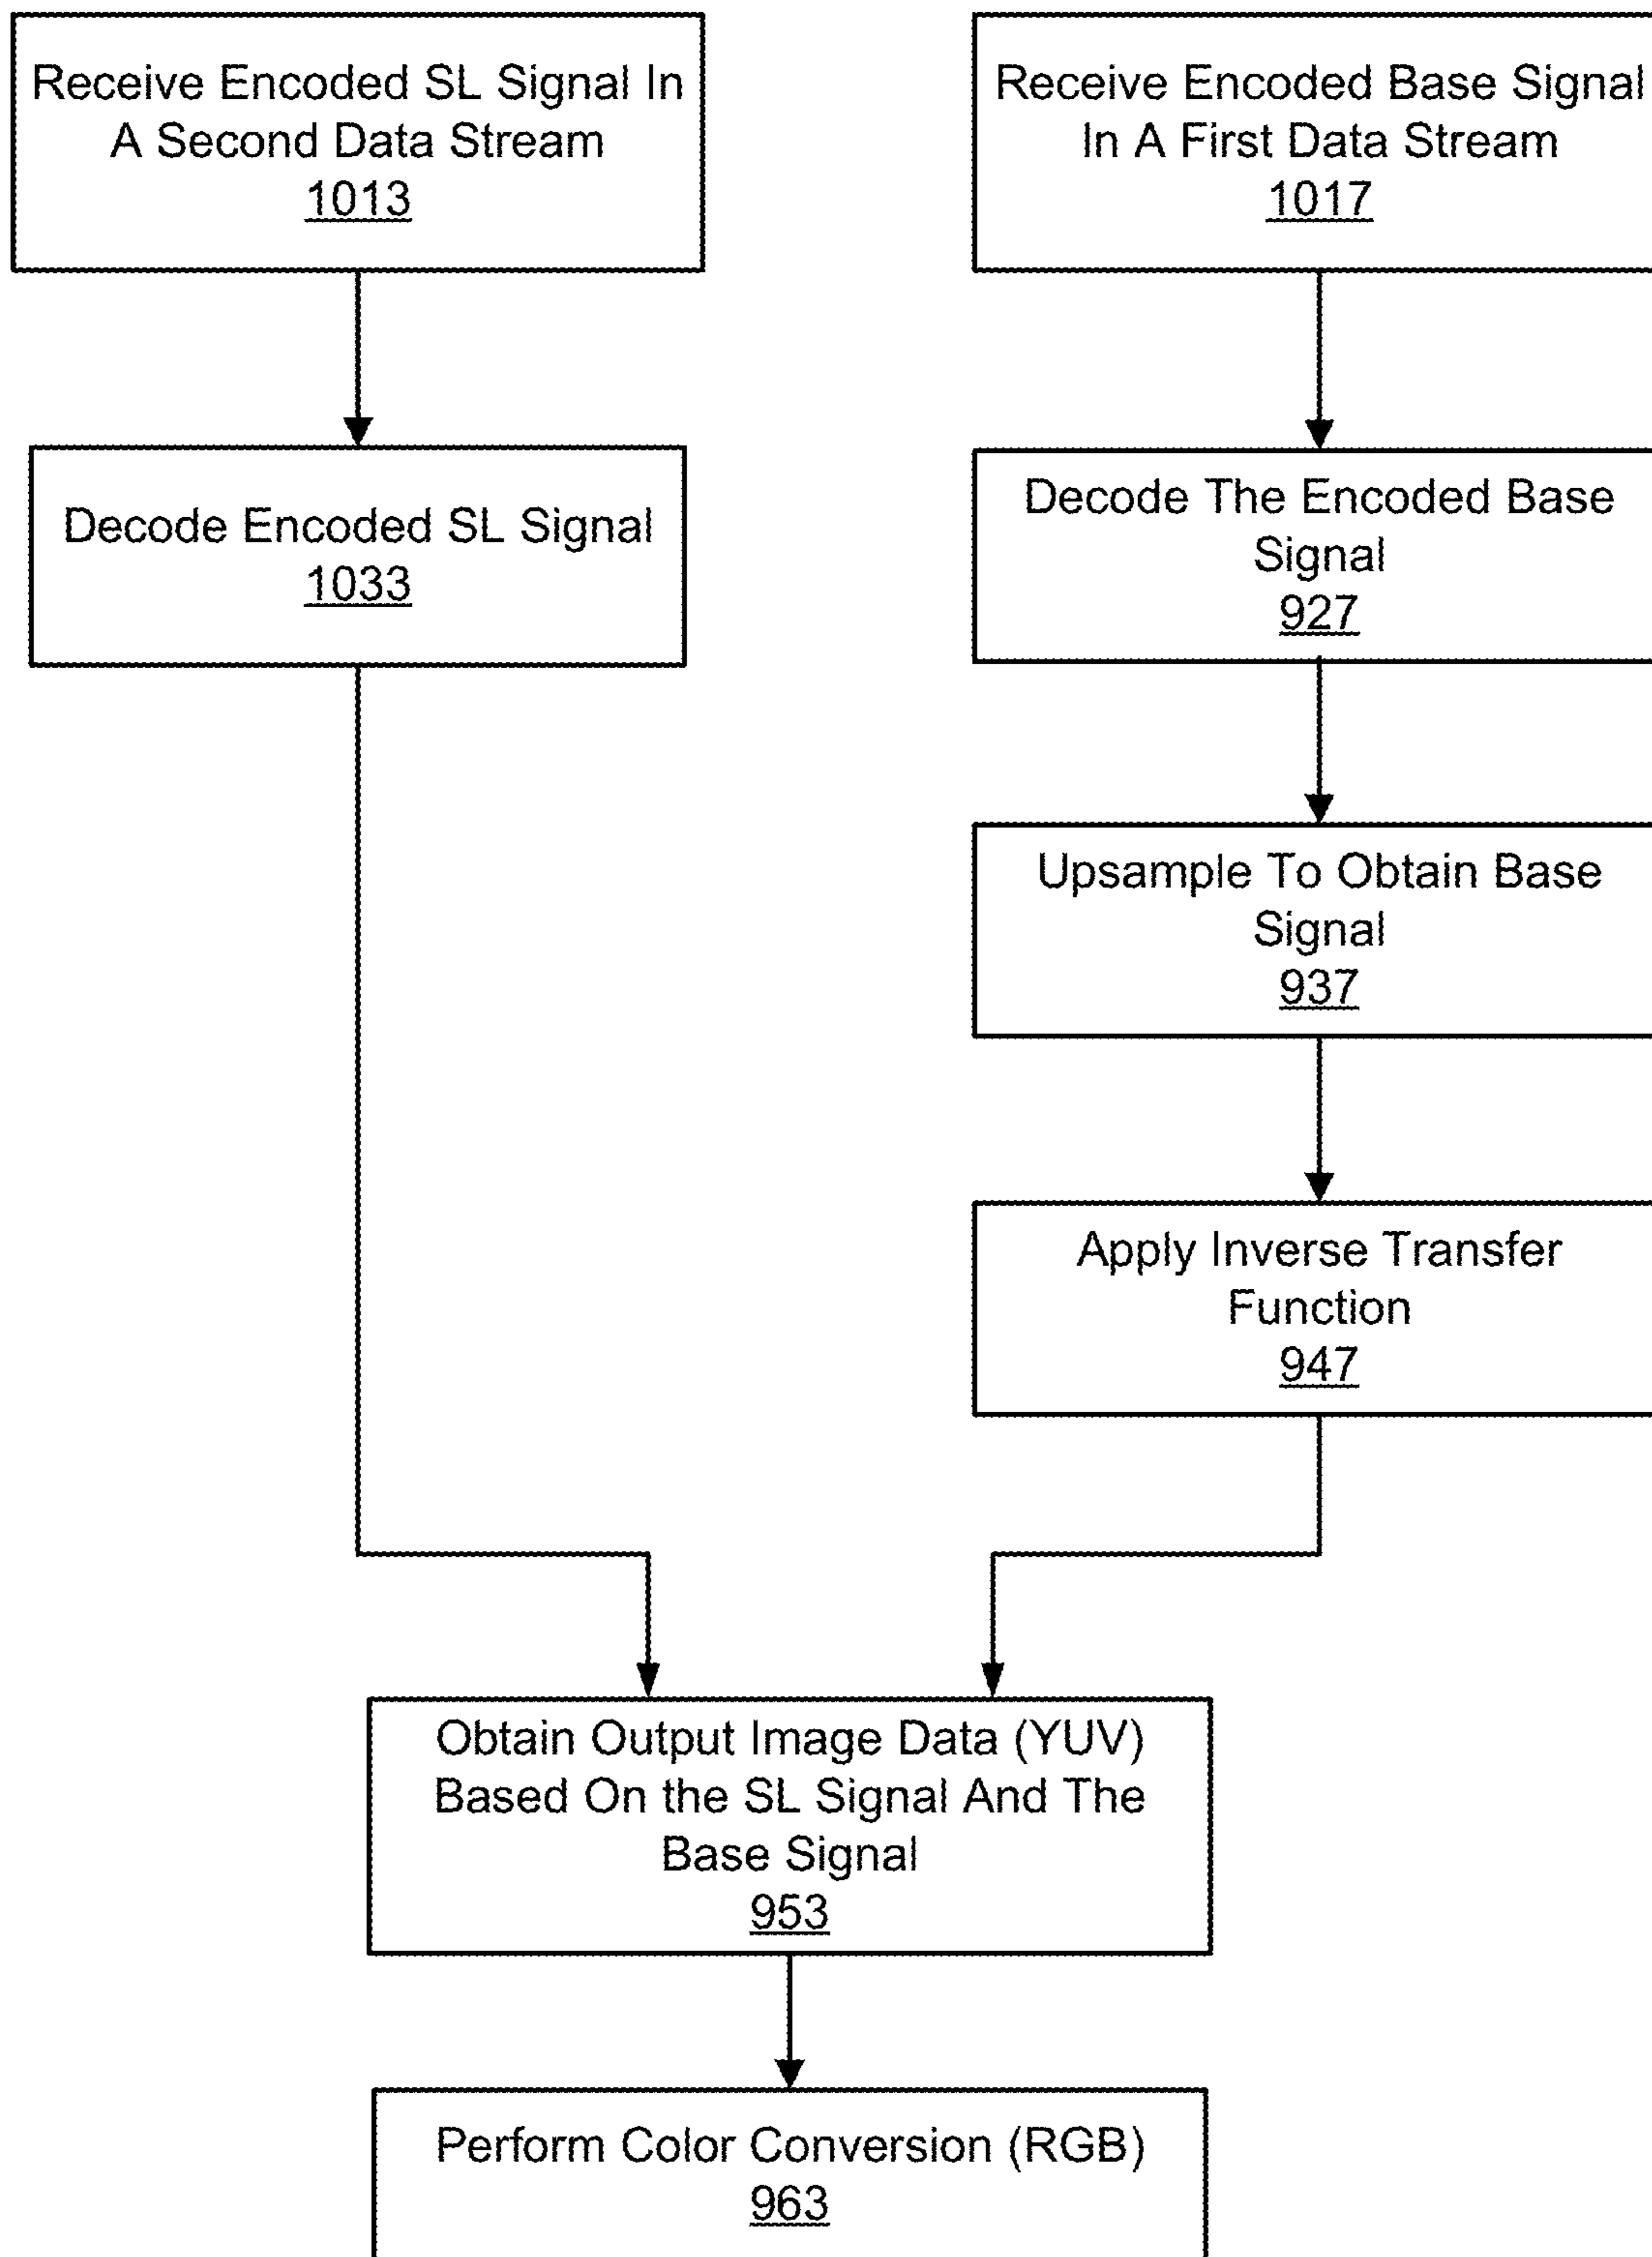 Receive Encoded SL Signal In
A Second Data Stream
1013
Receive Encoded Base Signal
In A First Data Stream
1017
Decode Encoded SL Signal
1033
Decode The Encoded Base
Signal
927
Upsample To Obtain Base
Signal
937
Apply Inverse Transfer
Function
947
Obtain Output Image Data (YUV)
Based On the SL Signal And The
Base Signal
953
Perform Color Conversion (RGB)
963